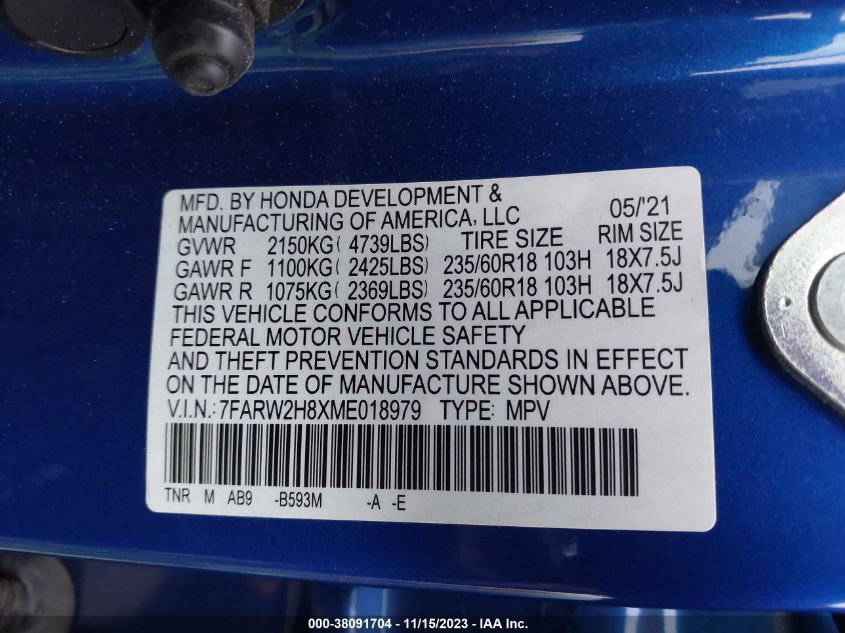 MFD. BY HONDA DEVELOPMENT &
MANUFACTURING OF AMERICA, LLC 05/'21
GVWR 2150KG( 4739LBS) TIRE SIZE RIM SIZE
GAWR F 1100KG( 2425LBS) 235/60R18 103H 18X7.5J
GAWR R 1075KG( 2369LBS) 235/60R18 103H 18X7.5J
THIS VEHICLE CONFORMS TO ALL APPLICABLE
FEDERAL MOTOR VEHICLE SAFETY
AND THEFT PREVENTION STANDARDS IN EFFECT
ON THE DATE OF MANUFACTURE SHOWN ABOVE.
V.I.N.:7FARW2H8XME018979 TYPE: MPV
TNR M AB9 -B593M -A -E
000-38091704 - 11/15/2023 - IAA Inc.